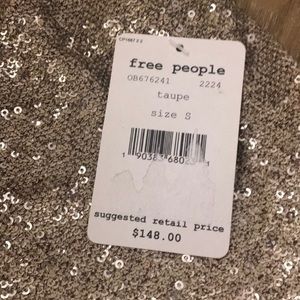 free people
OB676241 2224
taupe
size S
suggested retail price
$148.00